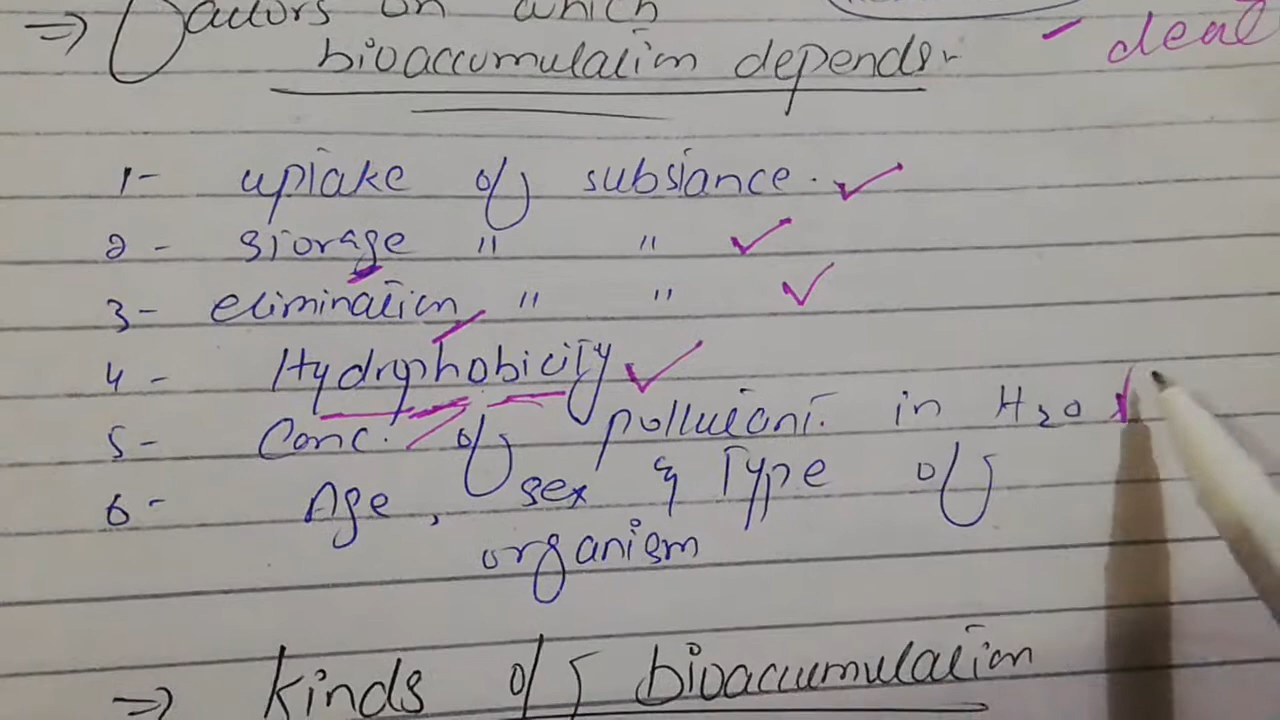 ⇒ Factors on which
bioaccumulation depends-
deat
1- uptake of substance.
2- storage " "
3- elimination " "
4- Hydrophobicity
5- Conc. of pollutant. in H2O
6- Age, sex & Type of
organism
⇒ Kinds of bioaccumulation